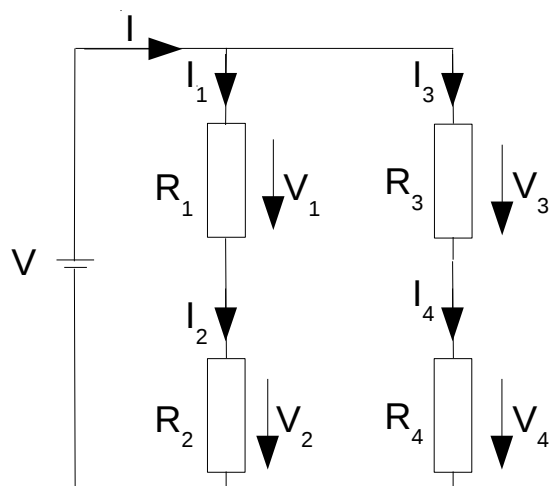 I
I₁ I₃
R₁ V₁ R₃ V₃
V
I₂ I₄
R₂ V₂ R₄ V₄